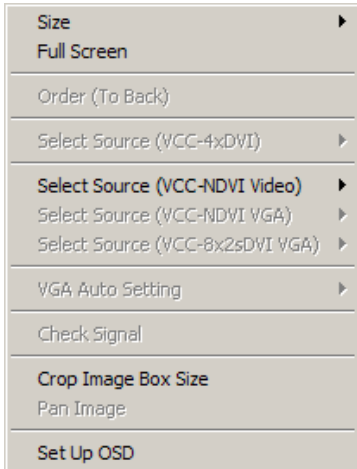 Size
Full Screen
Order (To Back)
Select Source (VCC-4xDVI)
Select Source (VCC-NDVI Video)
Select Source (VCC-NDVI VGA)
Select Source (VCC-8x2sDVI VGA)
VGA Auto Setting
Check Signal
Crop Image Box Size
Pan Image
Set Up OSD